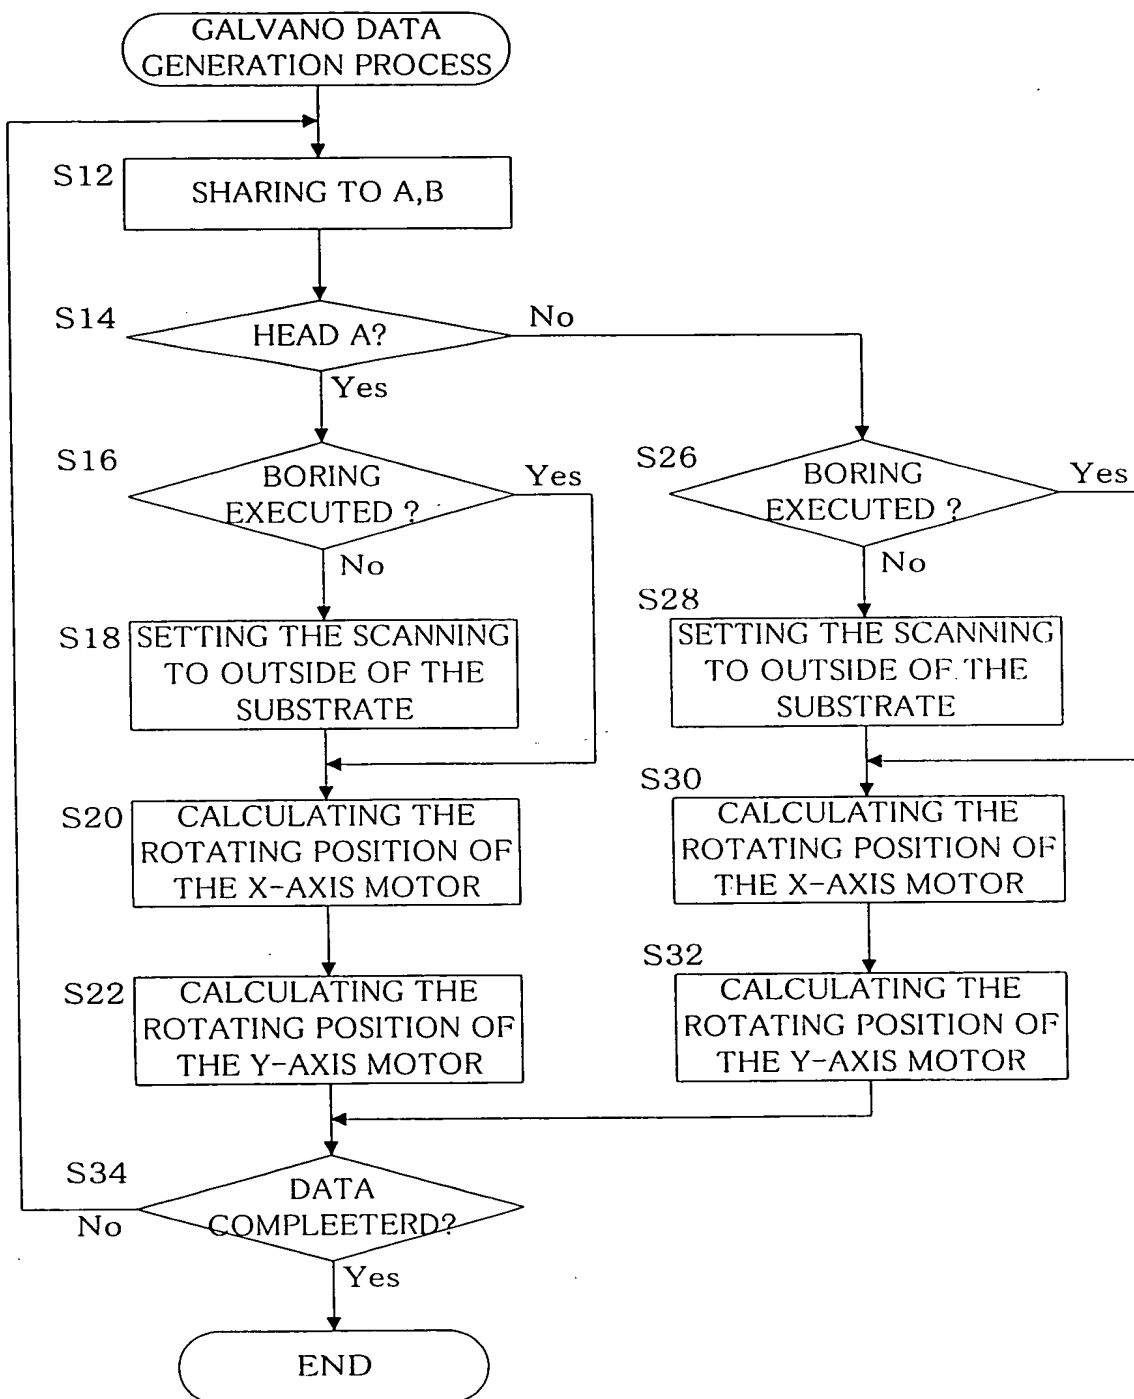 GALVANO DATA
GENERATION PROCESS
S12
SHARING TO A,B
S14
HEAD A?
No
Yes
S16
BORING
EXECUTED ?
Yes
No
S26
BORING
EXECUTED ?
Yes
No
S18
SETTING THE SCANNING
TO OUTSIDE OF THE
SUBSTRATE
S28
SETTING THE SCANNING
TO OUTSIDE OF THE
SUBSTRATE
S20
CALCULATING THE
ROTATING POSITION OF
THE X-AXIS MOTOR
S30
CALCULATING THE
ROTATING POSITION OF
THE X-AXIS MOTOR
S22
CALCULATING THE
ROTATING POSITION OF
THE Y-AXIS MOTOR
S32
CALCULATING THE
ROTATING POSITION OF
THE Y-AXIS MOTOR
S34
DATA
COMPLEETERD?
No
Yes
END